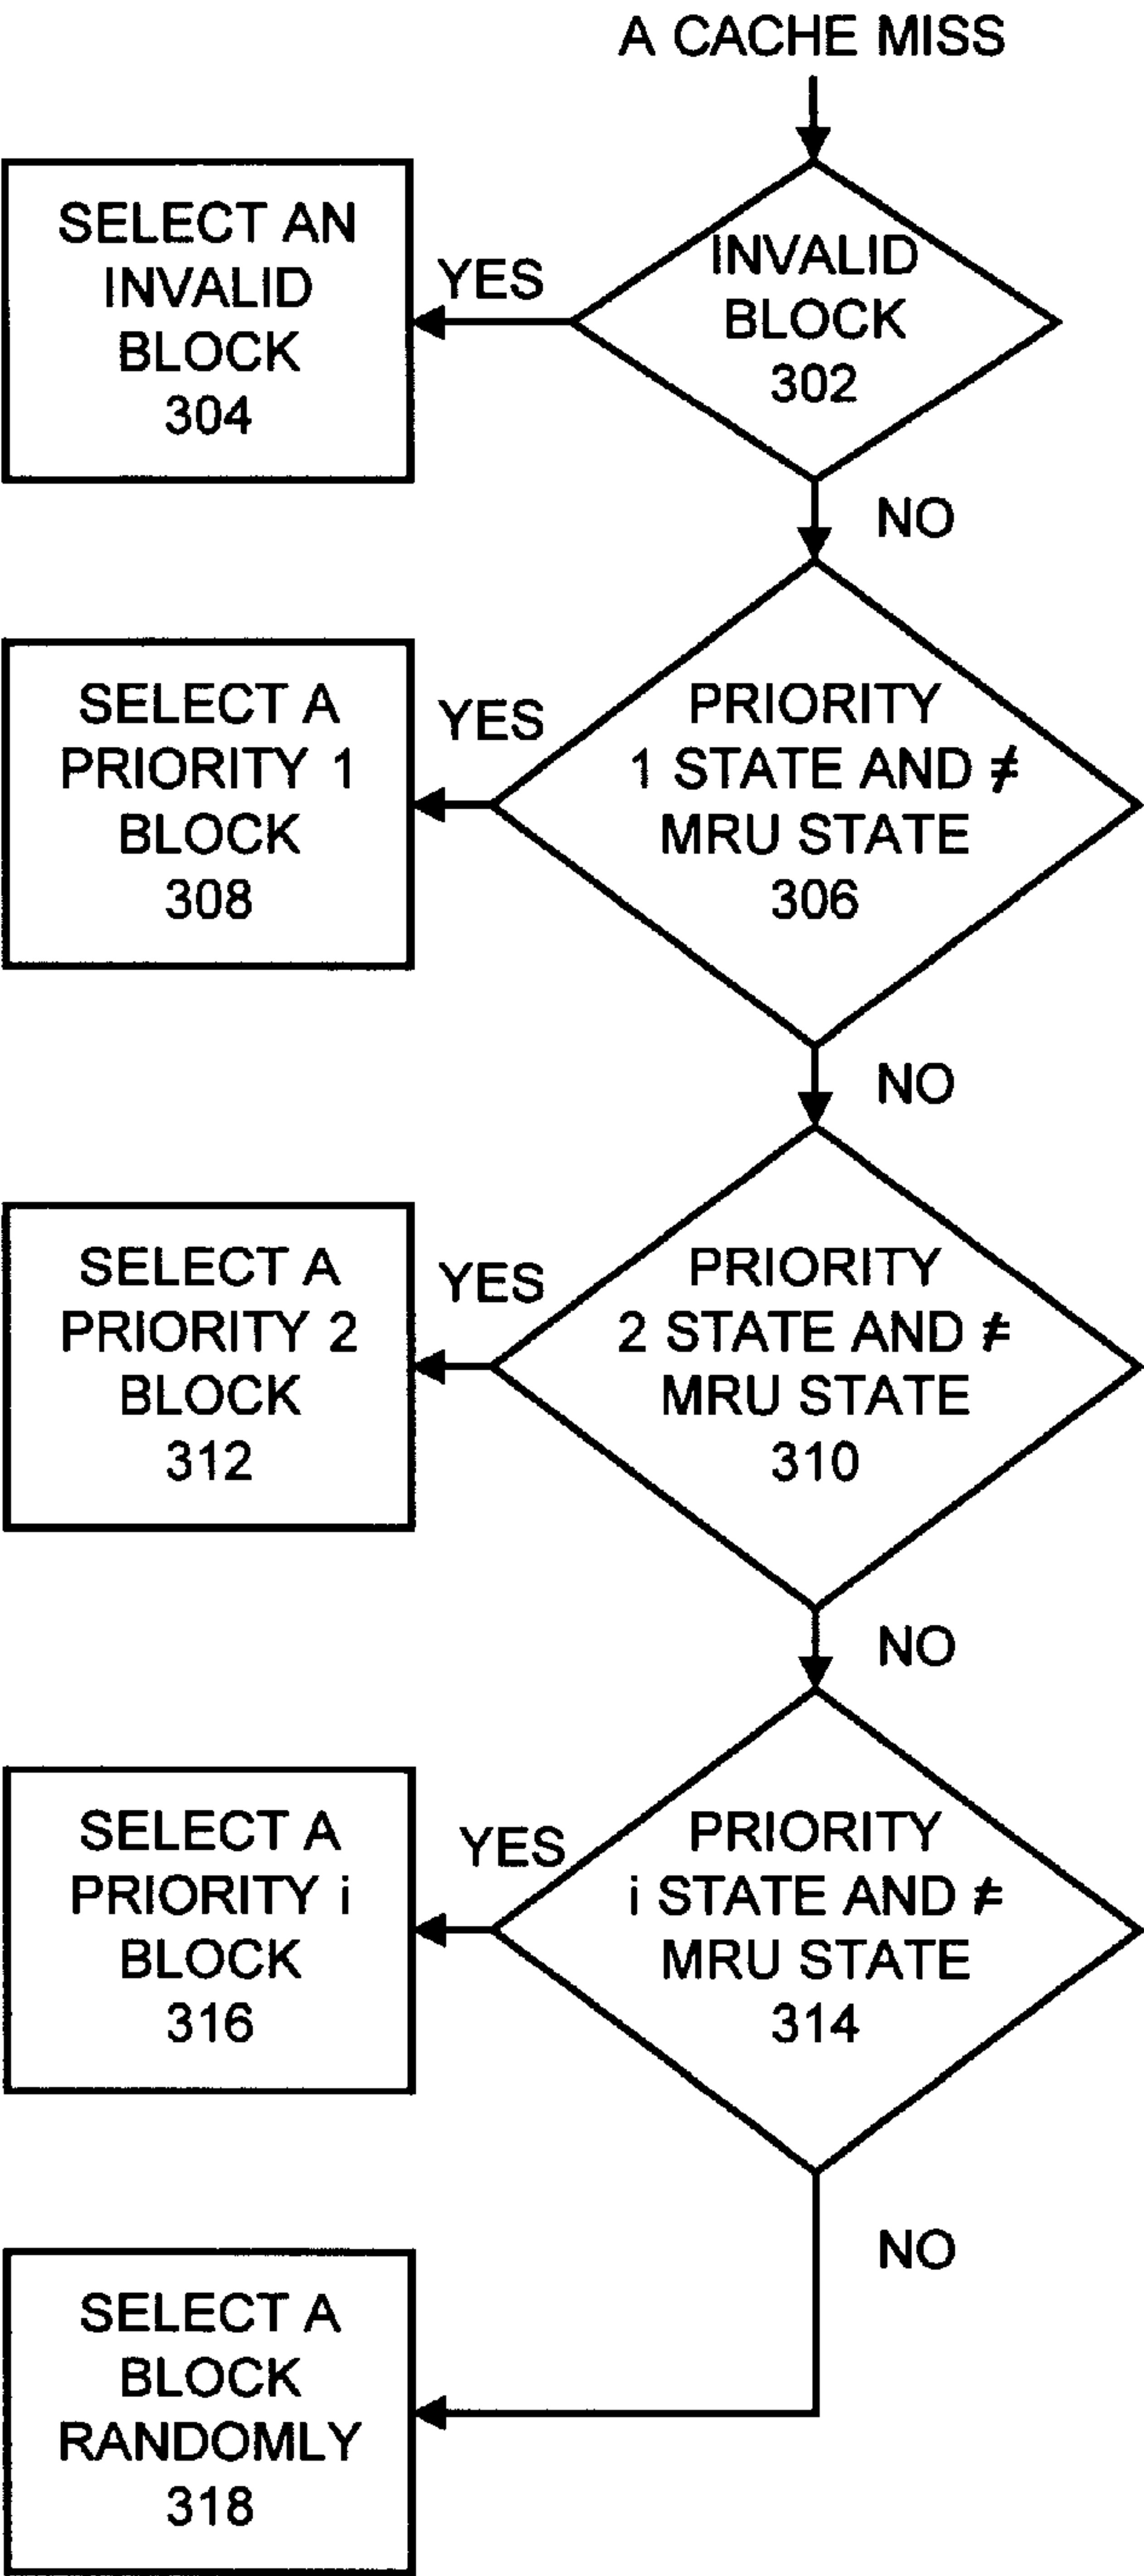 A CACHE MISS
INVALID
BLOCK
302
YES
SELECT AN
INVALID
BLOCK
304
NO
PRIORITY
1 STATE AND ≠
MRU STATE
306
YES
SELECT A
PRIORITY 1
BLOCK
308
NO
PRIORITY
2 STATE AND ≠
MRU STATE
310
YES
SELECT A
PRIORITY 2
BLOCK
312
NO
PRIORITY
i STATE AND ≠
MRU STATE
314
YES
SELECT A
PRIORITY i
BLOCK
316
NO
SELECT A
BLOCK
RANDOMLY
318